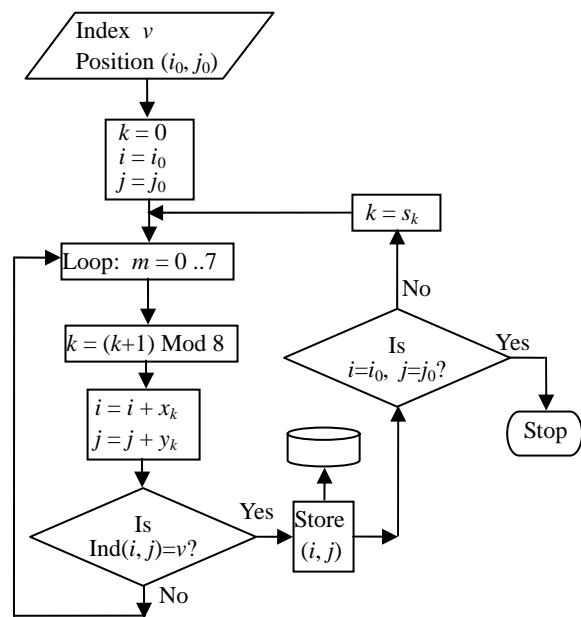 Index v
Position (i₀, j₀)
k = 0
i = i₀
j = j₀
k = sₖ
Loop: m = 0 ..7
No
k = (k+1) Mod 8
Is
i=i₀, j=j₀?
Yes
i = i + xₖ
j = j + yₖ
Stop
Is
Ind(i, j)=v?
Yes
Store
(i, j)
No